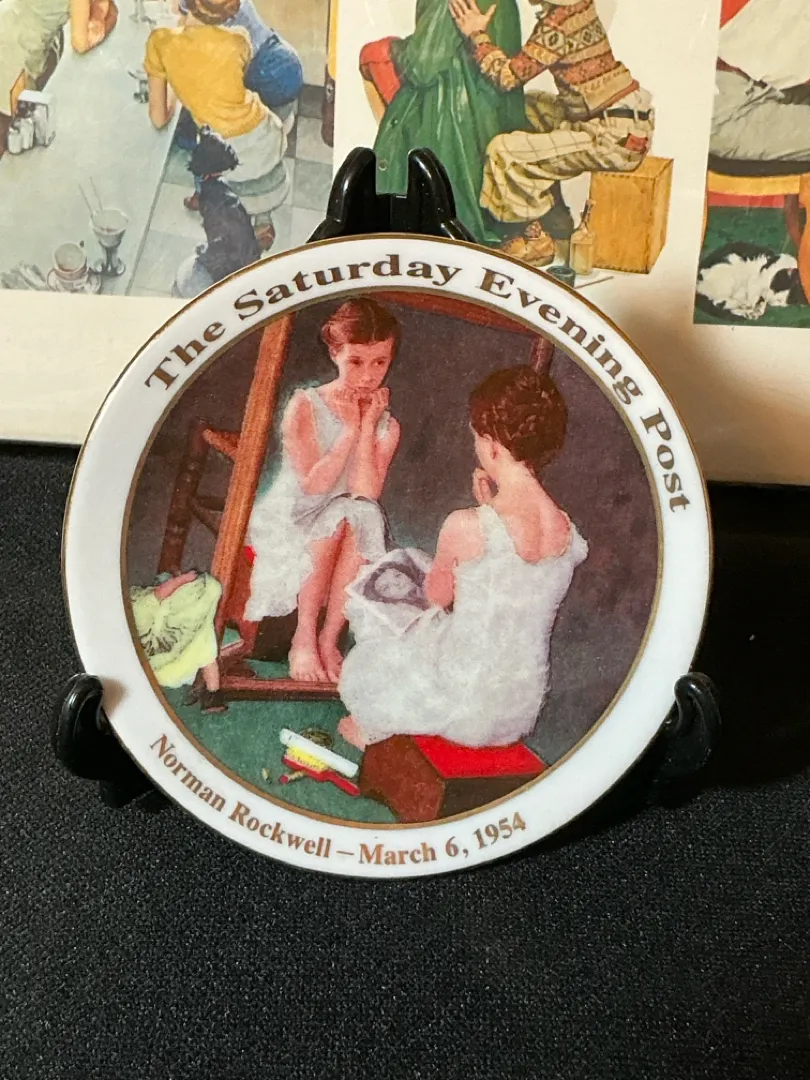 The Saturday Evening Post
Norman Rockwell – March 6, 1954